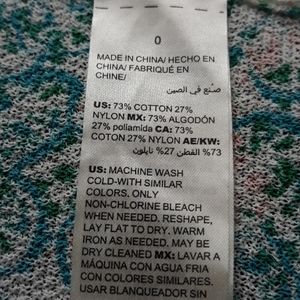 0
MADE IN CHINA/ HECHO EN
CHINA/ FABRIQUÉ EN
CHINE/
صنع في الصين
US: 73% COTTON 27%
NYLON MX: 73% ALGODÓN
27% poliamida CA: 73%
COTON 27% NYLON AE/KW:
73% القطن 27% نايلون
US: MACHINE WASH
COLD-WITH SIMILAR
COLORS. ONLY
NON-CHLORINE BLEACH
WHEN NEEDED, RESHAPE,
LAY FLAT TO DRY. WARM
IRON AS NEEDED. MAY BE
DRY CLEANED MX: LAVAR A
MÁQUINA CON AGUA FRIA
CON COLORES SIMILARES.
USAR BLANQUEADOR SIN